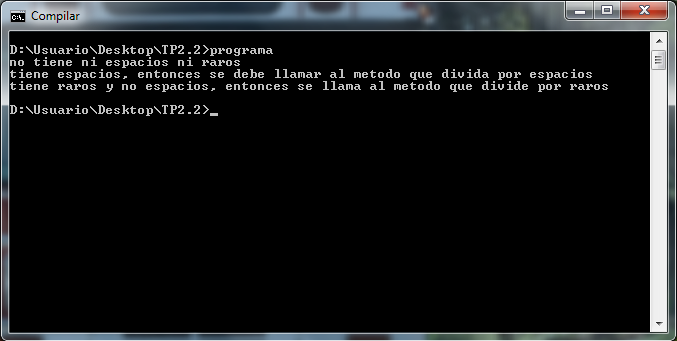 Compilar
D:\Usuario\Desktop\TP2.2>programa
no tiene ni espacios ni raros
tiene espacios, entonces se debe llamar al metodo que divida por espacios
tiene raros y no espacios, entonces se llama al metodo que divide por raros
D:\Usuario\Desktop\TP2.2>_